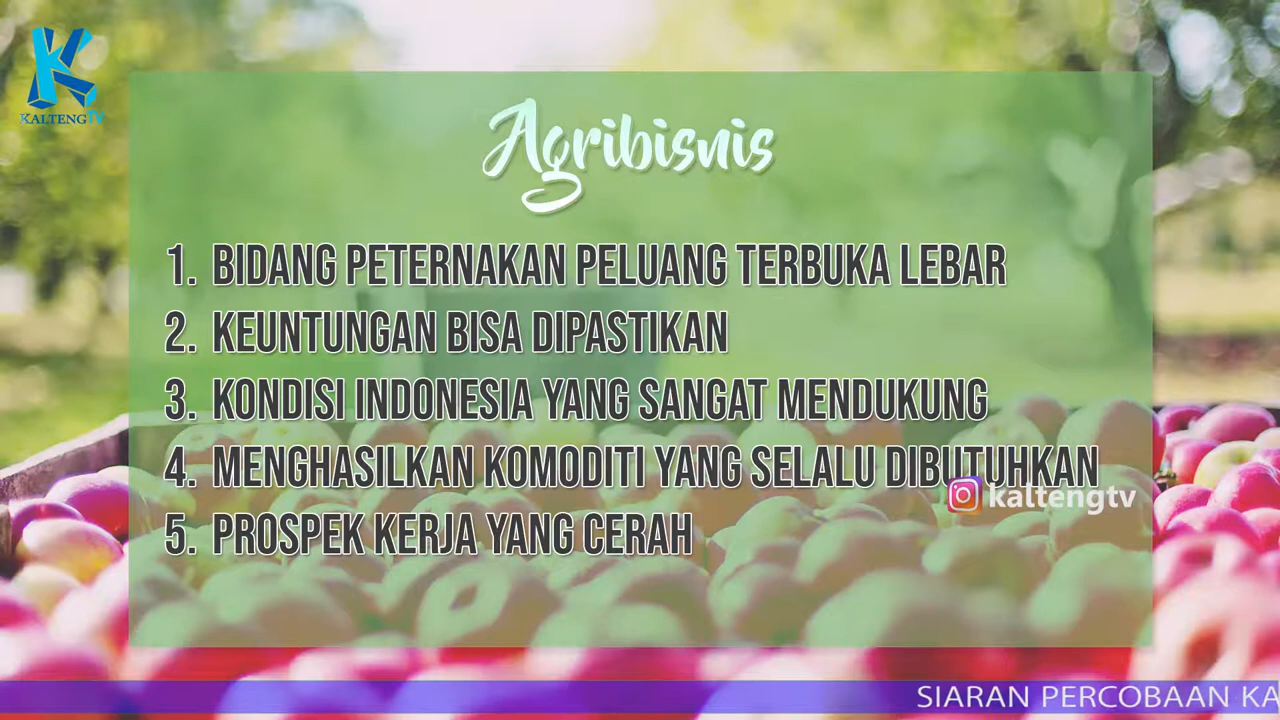 KALTENGTV
Agribisnis
1. BIDANG PETERNAKAN PELUANG TERBUKA LEBAR
2. KEUNTUNGAN BISA DIPASTIKAN
3. KONDISI INDONESIA YANG SANGAT MENDUKUNG
4. MENGHASILKAN KOMODITI YANG SELALU DIBUTUHKAN
kaltengtv
5. PROSPEK KERJA YANG CERAH
SIARAN PERCOBAAN KA